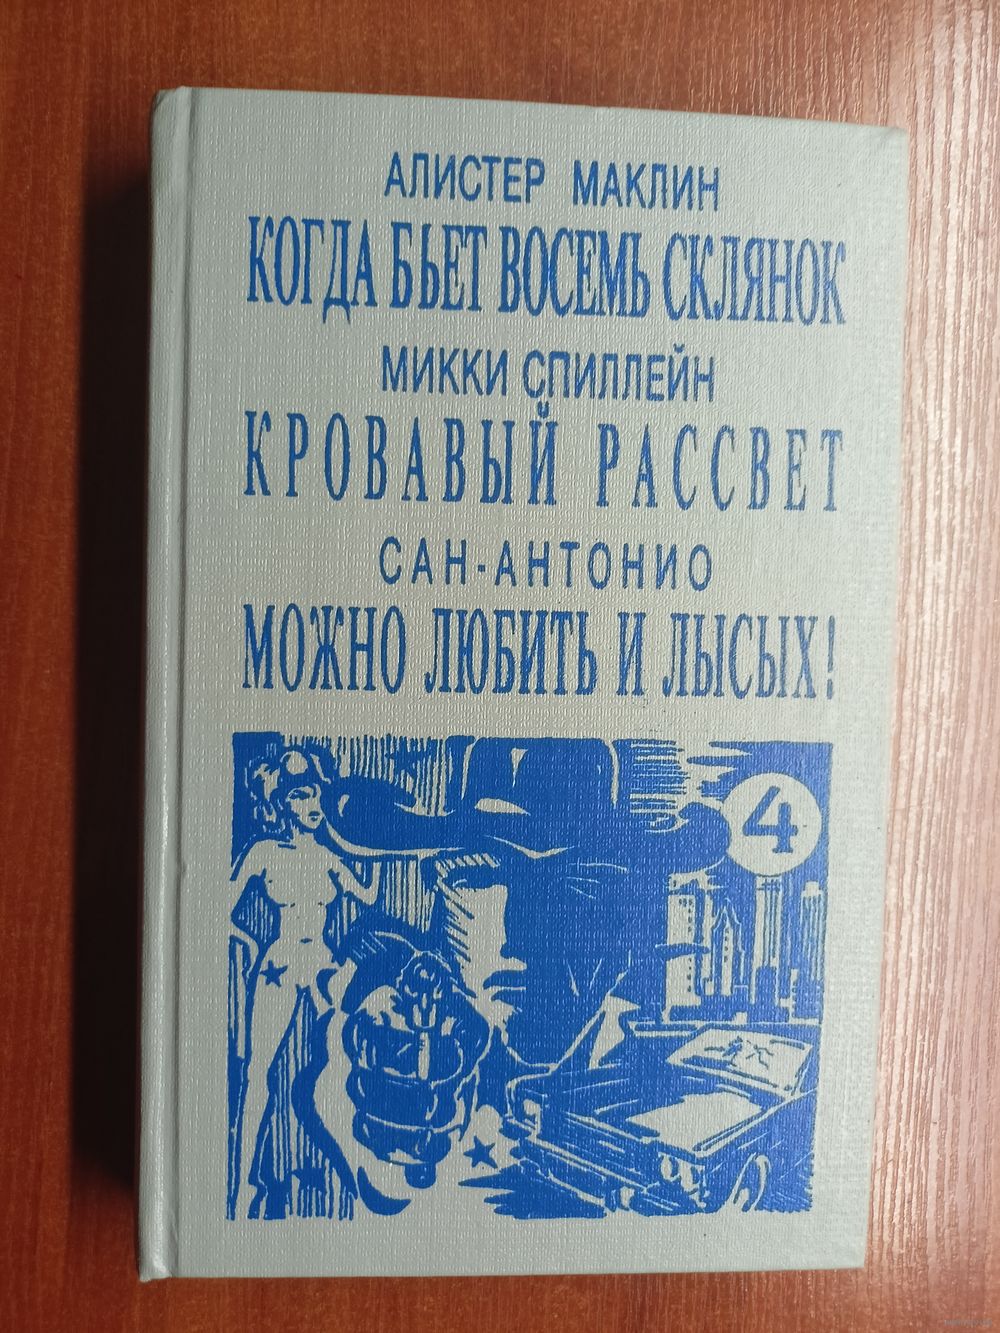 АЛИСТЕР МАКЛИН
КОГДА БЬЕТ ВОСЕМЬ СКЛЯНОК
МИККИ СПИЛЛЕЙН
КРОВАВЫЙ РАССВЕТ
САН-АНТОНИО
МОЖНО ЛЮБИТЬ И ЛЫСЫХ!
4